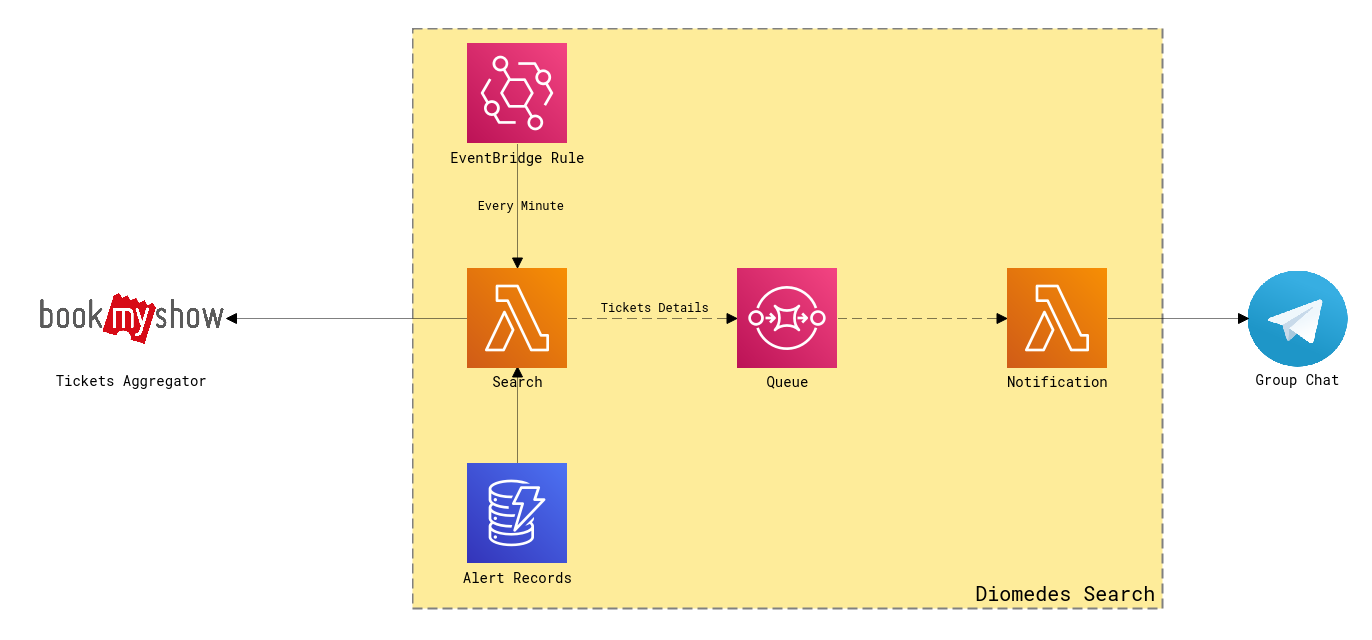 EventBridge Rule
Every Minute
bookmyshow
Tickets Details
Tickets Aggregator
Search
Queue
Notification
Group Chat
Alert Records
Diomedes Search